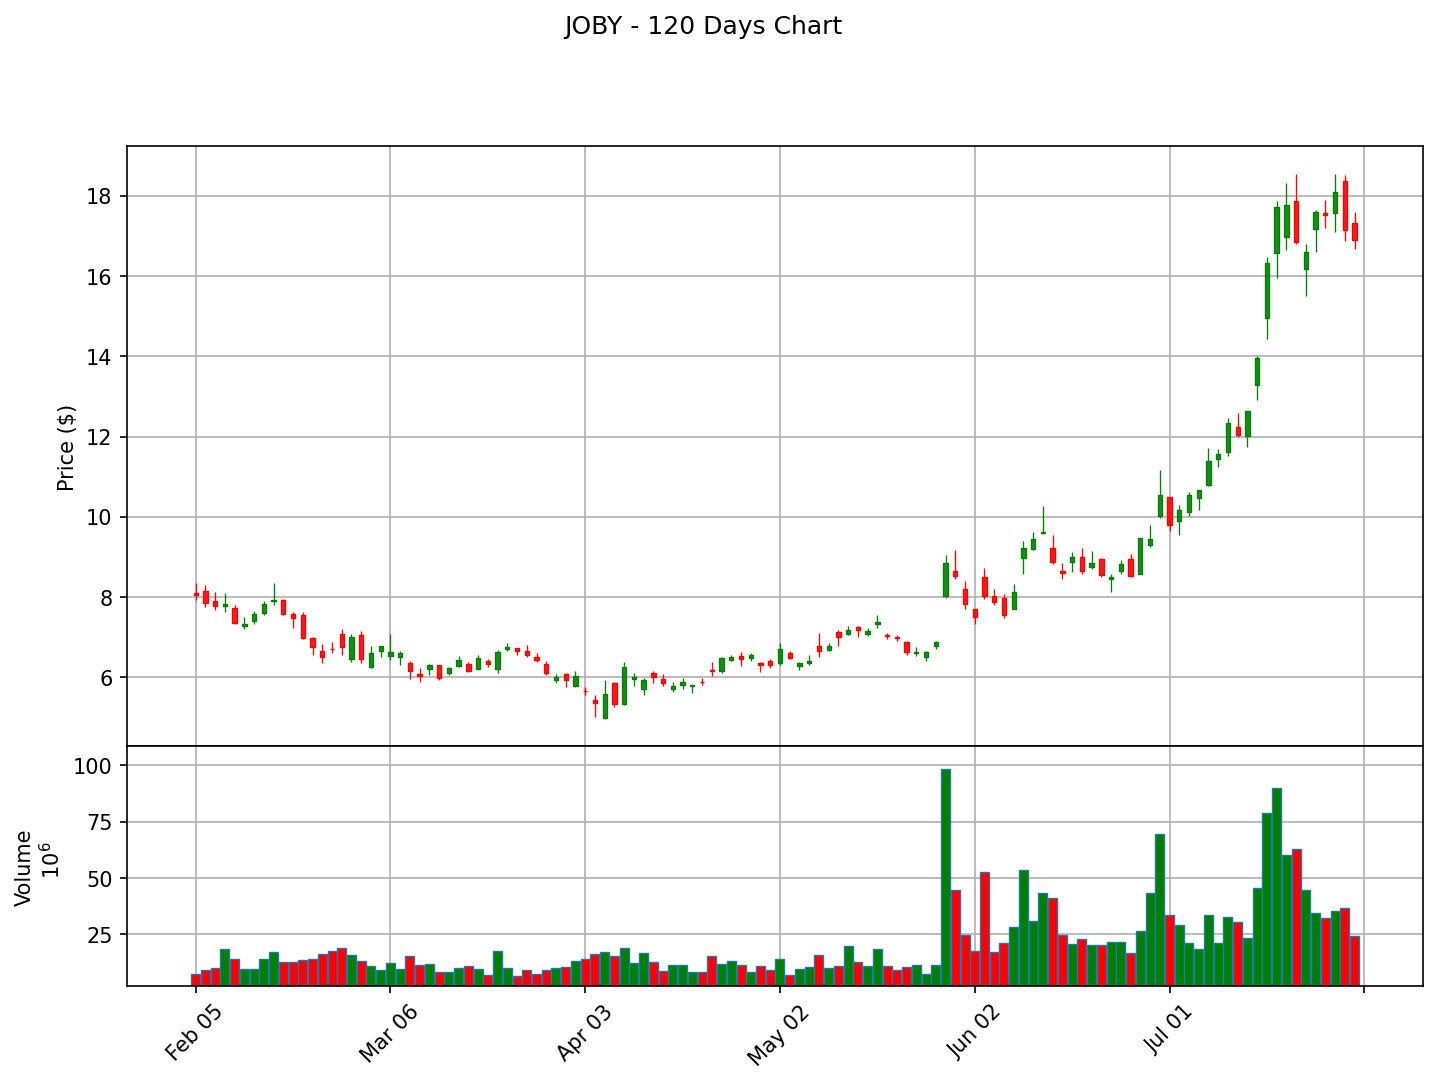 JOBY - 120 Days Chart
Price ($)
18
16
14
12
10
8
6
Volume
10⁶
100
75
50
25
Feb 05
Mar 06
Apr 03
May 02
Jun 02
Jul 01